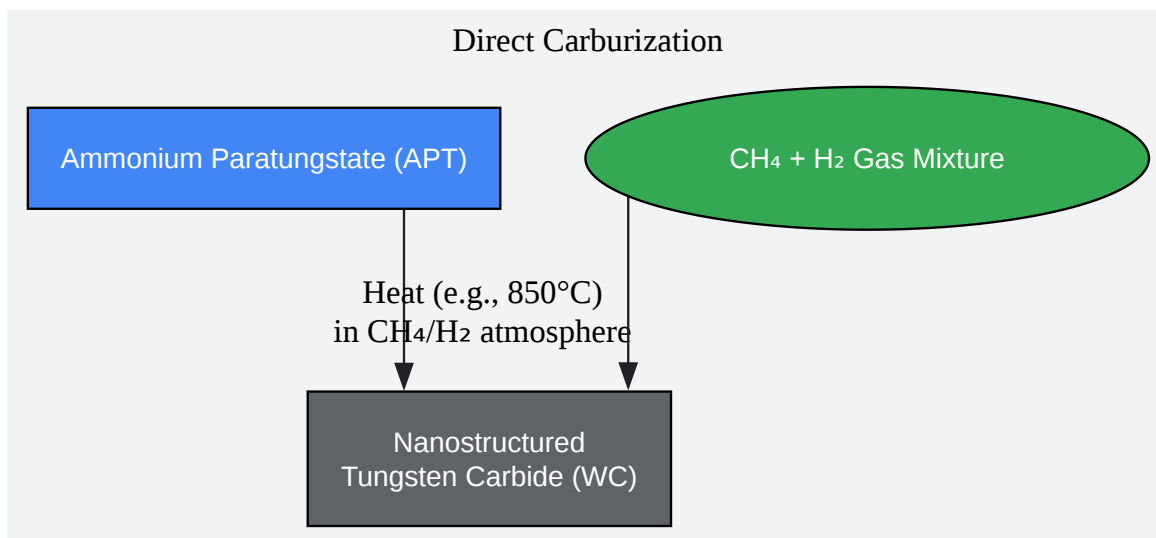 Direct Carburization
Ammonium Paratungstate (APT)
CH₄ + H₂ Gas Mixture
Heat (e.g., 850°C)
in CH₄/H₂ atmosphere
Nanostructured
Tungsten Carbide (WC)